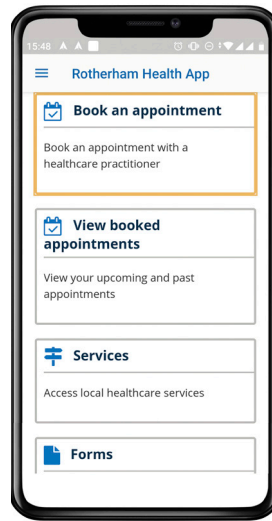 15:48
Rotherham Health App
Book an appointment
Book an appointment with a
healthcare practitioner
View booked
appointments
View your upcoming and past
appointments
Services
Access local healthcare services
Forms